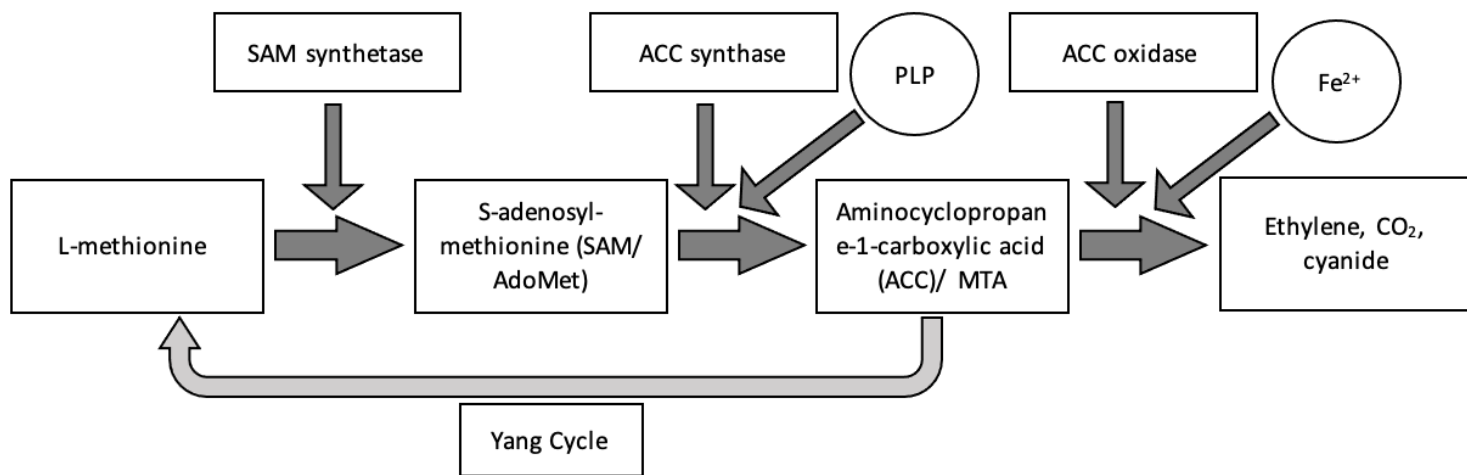 SAM synthetase
ACC synthase
PLP
ACC oxidase
Fe²⁺
L-methionine
S-adenosyl-
methionine (SAM/
AdoMet)
Aminocyclopropan
e-1-carboxylic acid
(ACC)/ MTA
Ethylene, CO₂,
cyanide
Yang Cycle